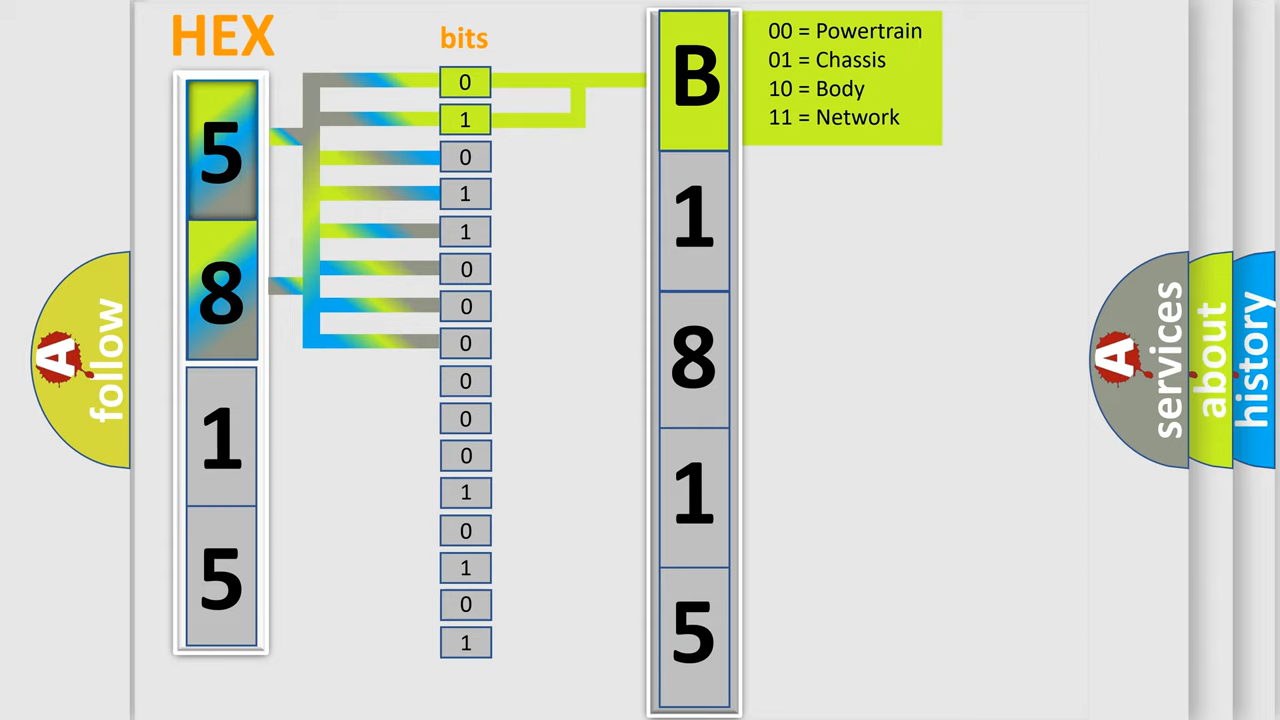 HEX
bits
5
8
1
5
0
1
0
1
1
0
0
0
0
0
0
1
0
1
0
1
B
1
8
1
5
00 = Powertrain
01 = Chassis
10 = Body
11 = Network
A
follow
A
services
about
history